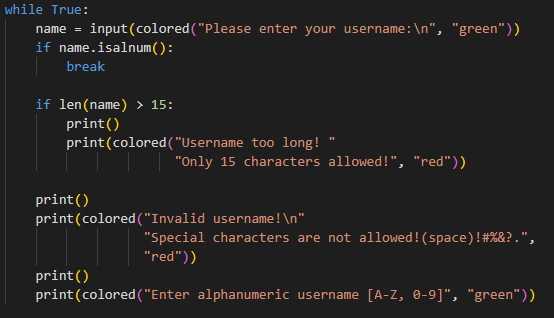 while True:
    name = input(colored("Please enter your username:\n", "green"))
    if name.isalnum():
        break

    if len(name) > 15:
        print()
        print(colored("Username too long! "
                      "Only 15 characters allowed!", "red"))

    print()
    print(colored("Invalid username!\n"
                  "Special characters are not allowed!(space)!#%&?.",
                  "red"))
    print()
    print(colored("Enter alphanumeric username [A-Z, 0-9]", "green"))